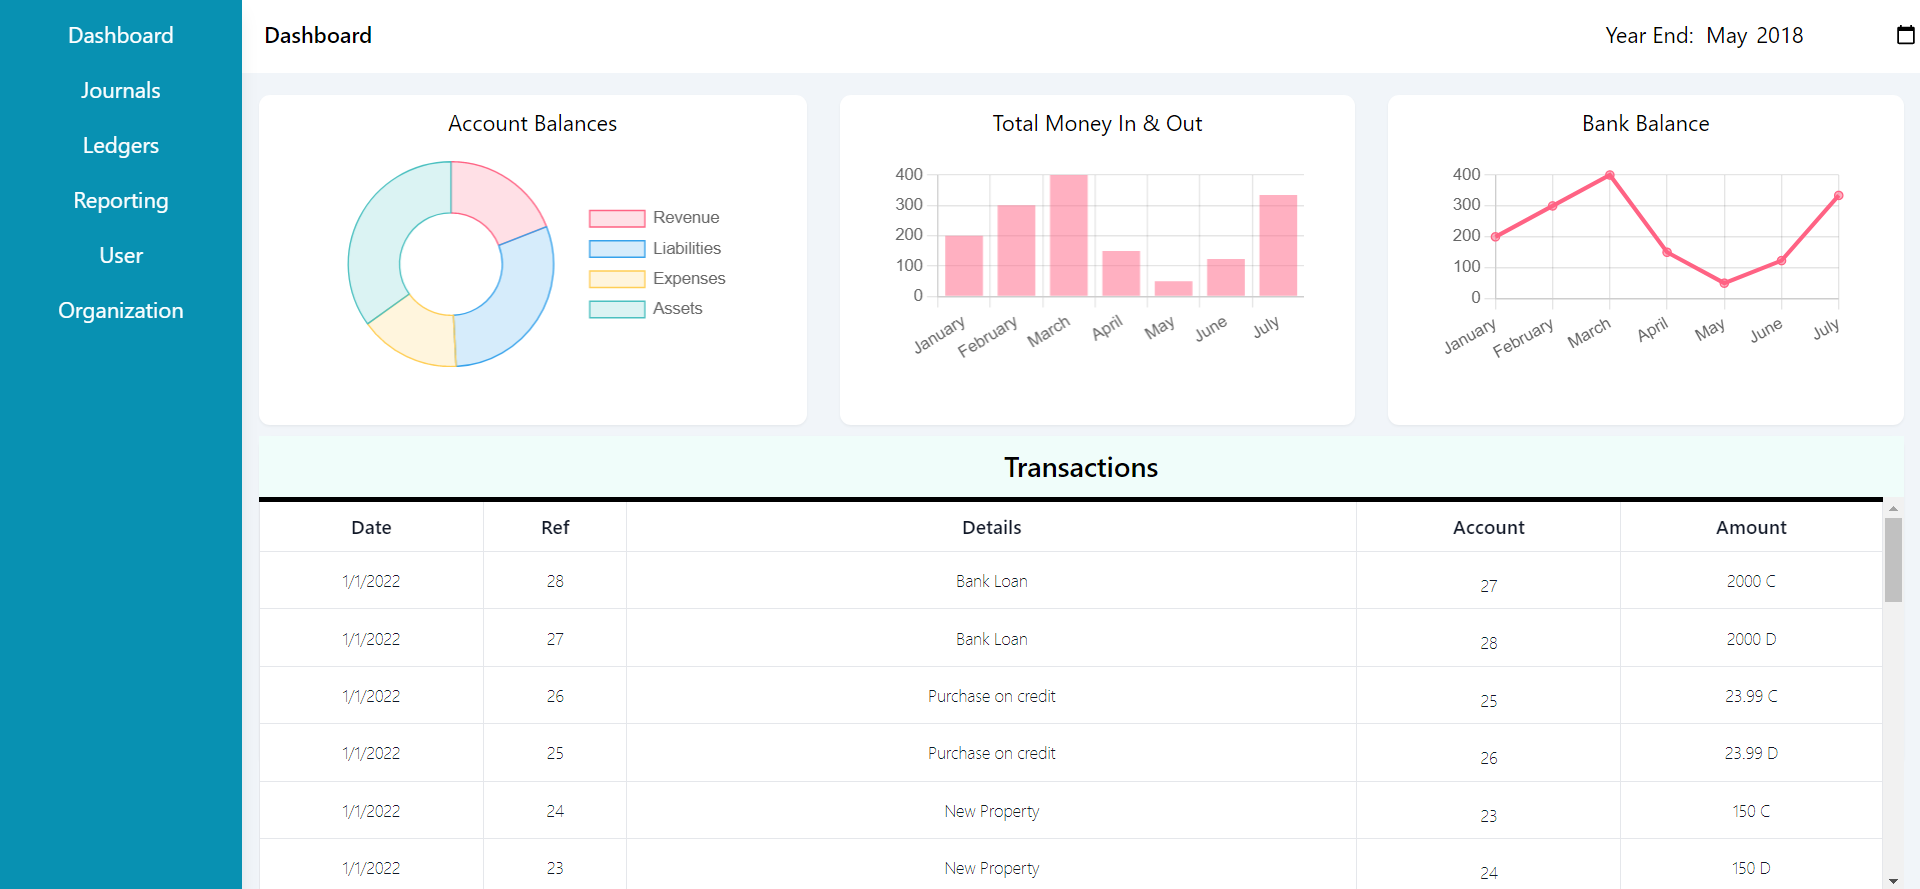 Dashboard
Journals
Ledgers
Reporting
User
Organization
Dashboard
Year End: May 2018
Account Balances
Revenue
Liabilities
Expenses
Assets
Total Money In & Out
400
300
200
100
0
January
February
March
April
May
June
July
Bank Balance
400
300
200
100
0
January
February
March
April
May
June
July
Transactions
Date Ref Details Account Amount
1/1/2022 28 Bank Loan 27 2000 C
1/1/2022 27 Bank Loan 28 2000 D
1/1/2022 26 Purchase on credit 25 23.99 C
1/1/2022 25 Purchase on credit 26 23.99 D
1/1/2022 24 New Property 23 150 C
1/1/2022 23 New Property 24 150 D